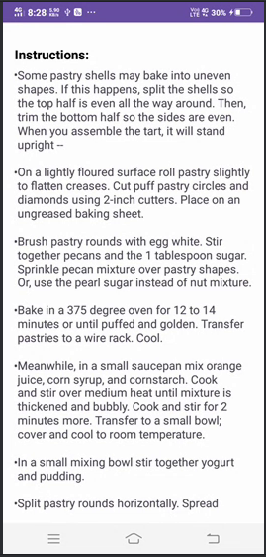 8:28
30%
Instructions:
•Some pastry shells may bake into uneven
shapes. If this happens, split the shells so
the top half is even all the way around. Then,
trim the bottom half so the sides are even.
When you assemble the tart, it will stand
upright --
•On a lightly floured surface roll pastry slightly
to flatten creases. Cut puff pastry circles and
diamonds using 2-inch cutters. Place on an
ungreased baking sheet.
•Brush pastry rounds with egg white. Stir
together pecans and the 1 tablespoon sugar.
Sprinkle pecan mixture over pastry shapes.
Or, use the pearl sugar instead of nut mixture.
•Bake in a 375 degree oven for 12 to 14
minutes or until puffed and golden. Transfer
pastries to a wire rack. Cool.
•Meanwhile, in a small saucepan mix orange
juice, corn syrup, and cornstarch. Cook
and stir over medium heat until mixture is
thickened and bubbly. Cook and stir for 2
minutes more. Transfer to a small bowl;
cover and cool to room temperature.
•In a small mixing bowl stir together yogurt
and pudding.
•Split pastry rounds horizontally. Spread